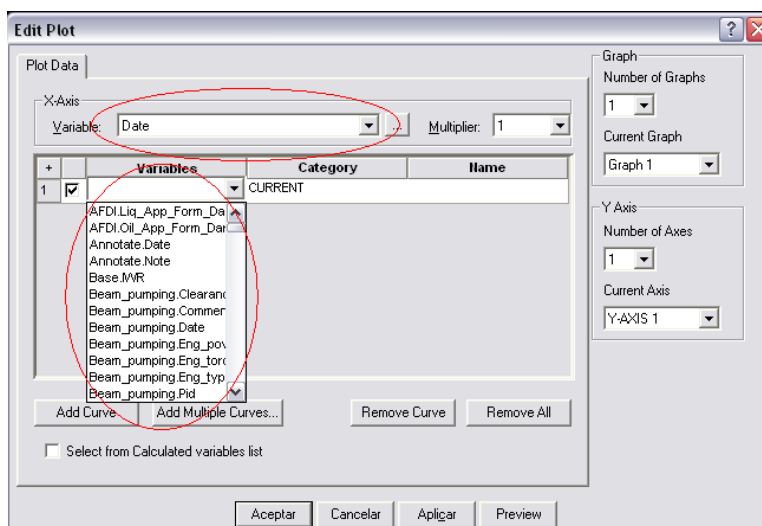 Edit Plot
Plot Data
X-Axis
Variable: Date ... Multiplier: 1
+ Variables Category Name
1 CURRENT
AFDI.Liq_App_Form_Da
AFDI.Oil_App_Form_Dar
Annotate.Date
Annotate.Note
Base.IWR
Beam_pumping.Clearanc
Beam_pumping.Commer
Beam_pumping.Date
Beam_pumping.Eng_pov
Beam_pumping.Eng_torc
Beam_pumping.Eng_typ
Beam_pumping.Pid
Add Curve Add Multiple Curves... Remove Curve Remove All
Select from Calculated variables list
Graph
Number of Graphs
1
Current Graph
Graph 1
Y Axis
Number of Axes
1
Current Axis
Y-AXIS 1
Aceptar Cancelar Aplicar Preview